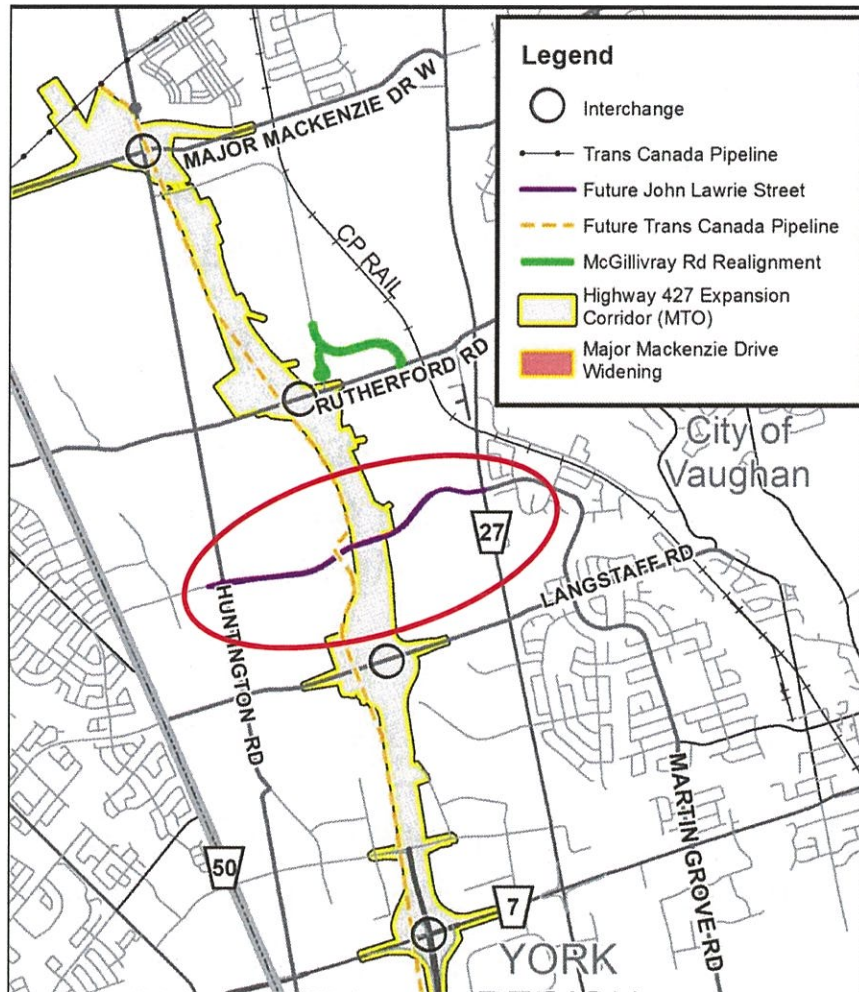 Legend
Interchange
Trans Canada Pipeline
Future John Lawrie Street
Future Trans Canada Pipeline
McGillivray Rd Realignment
Highway 427 Expansion
Corridor (MTO)
Major Mackenzie Drive
Widening
MAJOR MACKENZIE DR W
CP RAIL
RUTHERFORD RD
City of
Vaughan
27
LANGSTAFF RD
HUNTINGTON RD
MARTIN GROVE RD
50
7
YORK